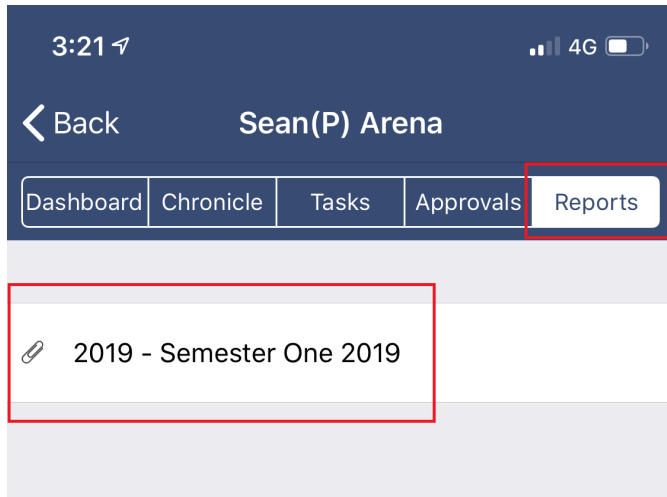 3:21 4G
Back Sean(P) Arena
Dashboard Chronicle Tasks Approvals Reports
2019 - Semester One 2019